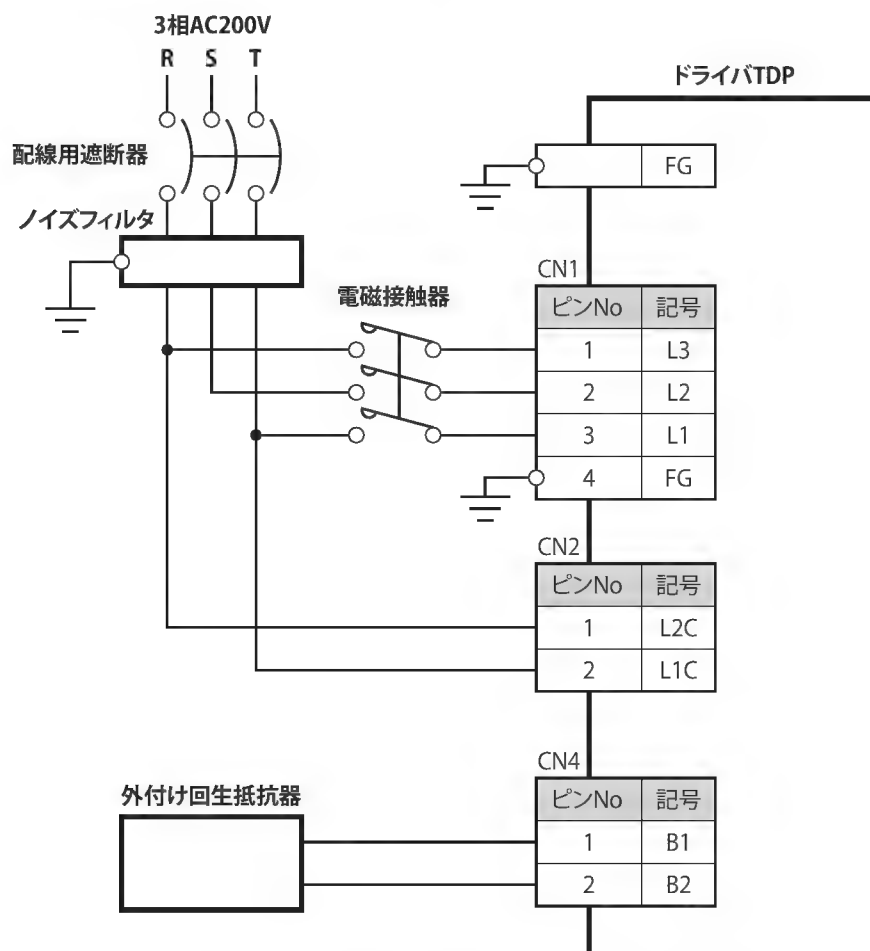 3相AC200V
R S T
ドライバTDP
配線用遮断器
FG
ノイズフィルタ
電磁接触器
CN1
ピンNo 記号
1 L3
2 L2
3 L1
4 FG
CN2
ピンNo 記号
1 L2C
2 L1C
CN4
外付け回生抵抗器
ピンNo 記号
1 B1
2 B2